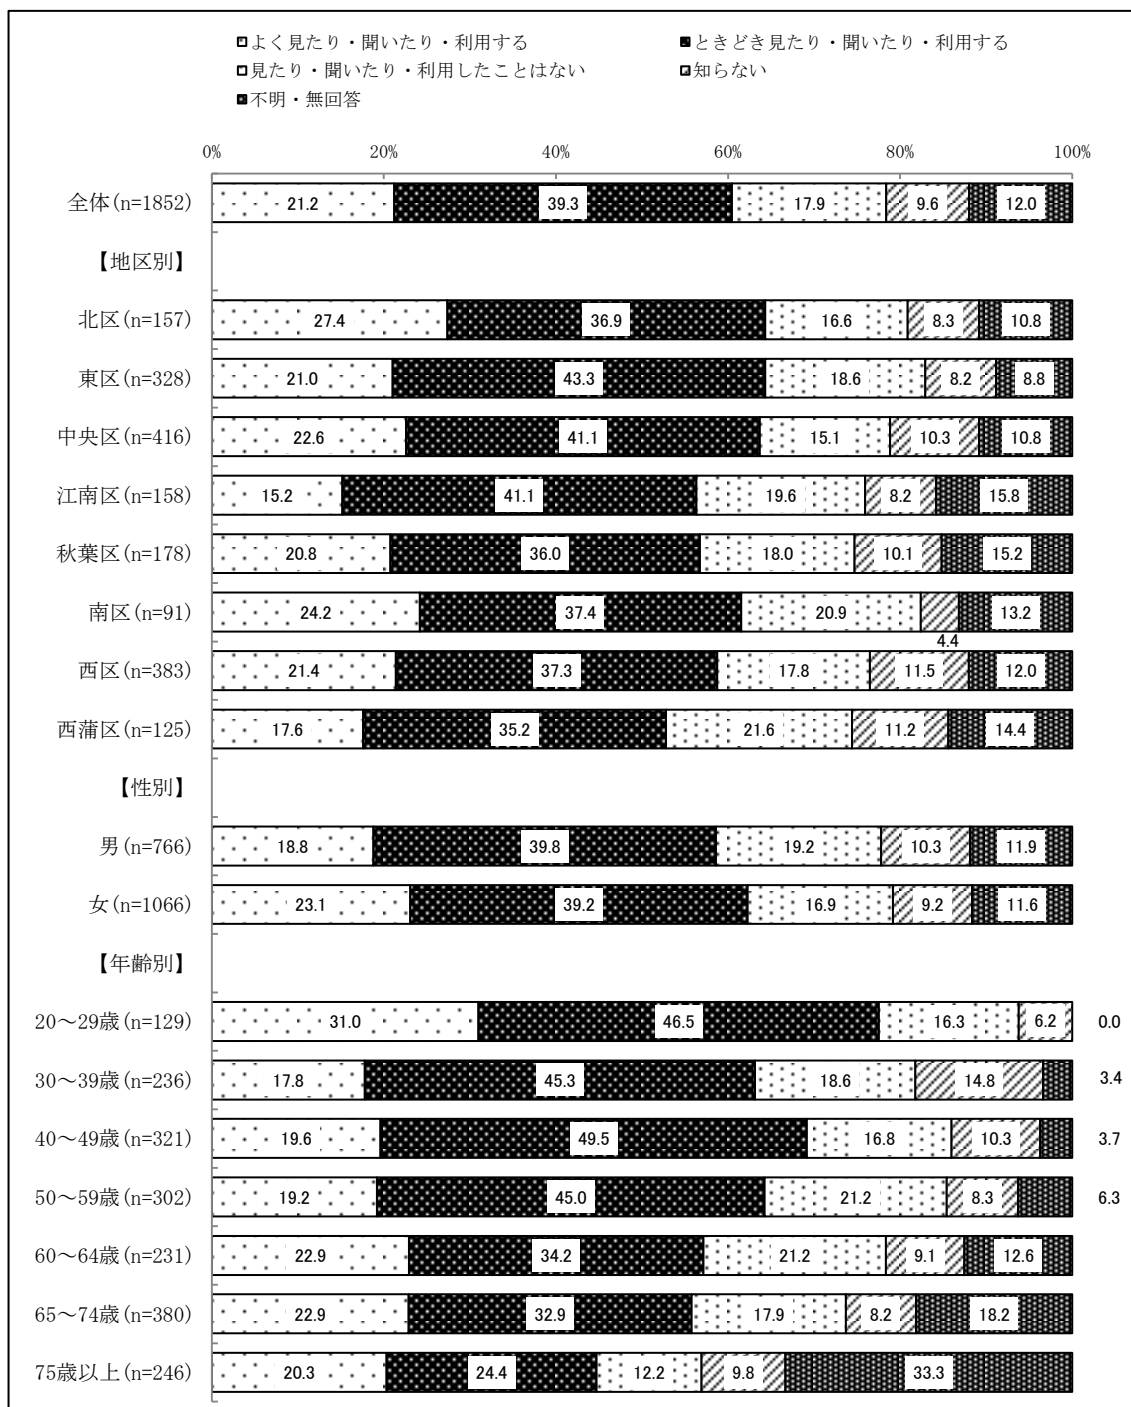 よく見たり・聞いたり・利用する ときどき見たり・聞いたり・利用する
見たり・聞いたり・利用したことはない 知らない
不明・無回答
0% 20% 40% 60% 80% 100%
全体(n=1852) 21.2 39.3 17.9 9.6 12.0
【地区別】
北区(n=157) 27.4 36.9 16.6 8.3 10.8
東区(n=328) 21.0 43.3 18.6 8.2 8.8
中央区(n=416) 22.6 41.1 15.1 10.3 10.8
江南区(n=158) 15.2 41.1 19.6 8.2 15.8
秋葉区(n=178) 20.8 36.0 18.0 10.1 15.2
南区(n=91) 24.2 37.4 20.9 13.2
4.4
西区(n=383) 21.4 37.3 17.8 11.5 12.0
西蒲区(n=125) 17.6 35.2 21.6 11.2 14.4
【性別】
男(n=766) 18.8 39.8 19.2 10.3 11.9
女(n=1066) 23.1 39.2 16.9 9.2 11.6
【年齢別】
20～29歳(n=129) 31.0 46.5 16.3 6.2 0.0
30～39歳(n=236) 17.8 45.3 18.6 14.8 3.4
40～49歳(n=321) 19.6 49.5 16.8 10.3 3.7
50～59歳(n=302) 19.2 45.0 21.2 8.3 6.3
60～64歳(n=231) 22.9 34.2 21.2 9.1 12.6
65～74歳(n=380) 22.9 32.9 17.9 8.2 18.2
75歳以上(n=246) 20.3 24.4 12.2 9.8 33.3